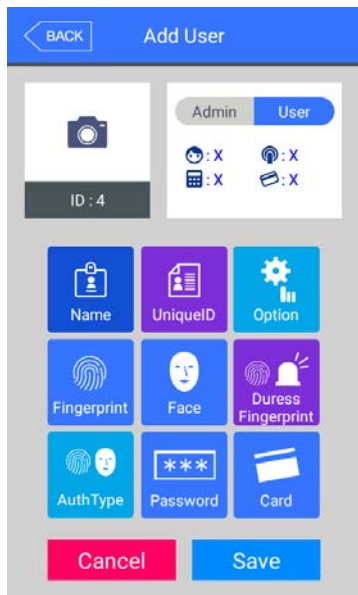 BACK
Add User
Admin
User
: X
: X
: X
: X
ID : 4
Name
UniqueID
Option
Fingerprint
Face
Duress
Fingerprint
AuthType
***
Password
Card
Cancel
Save